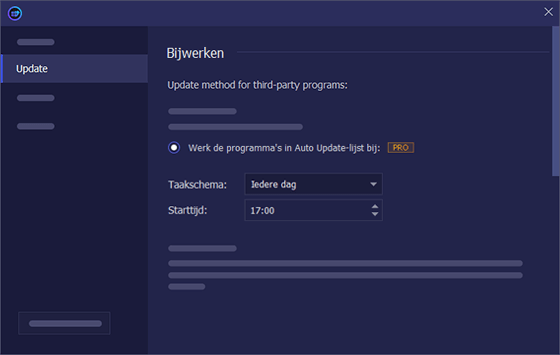 Bijwerken
Update
Update method for third-party programs:
Werk de programma's in Auto Update-lijst bij: PRO
Taakschema: Iedere dag
Starttijd: 17:00